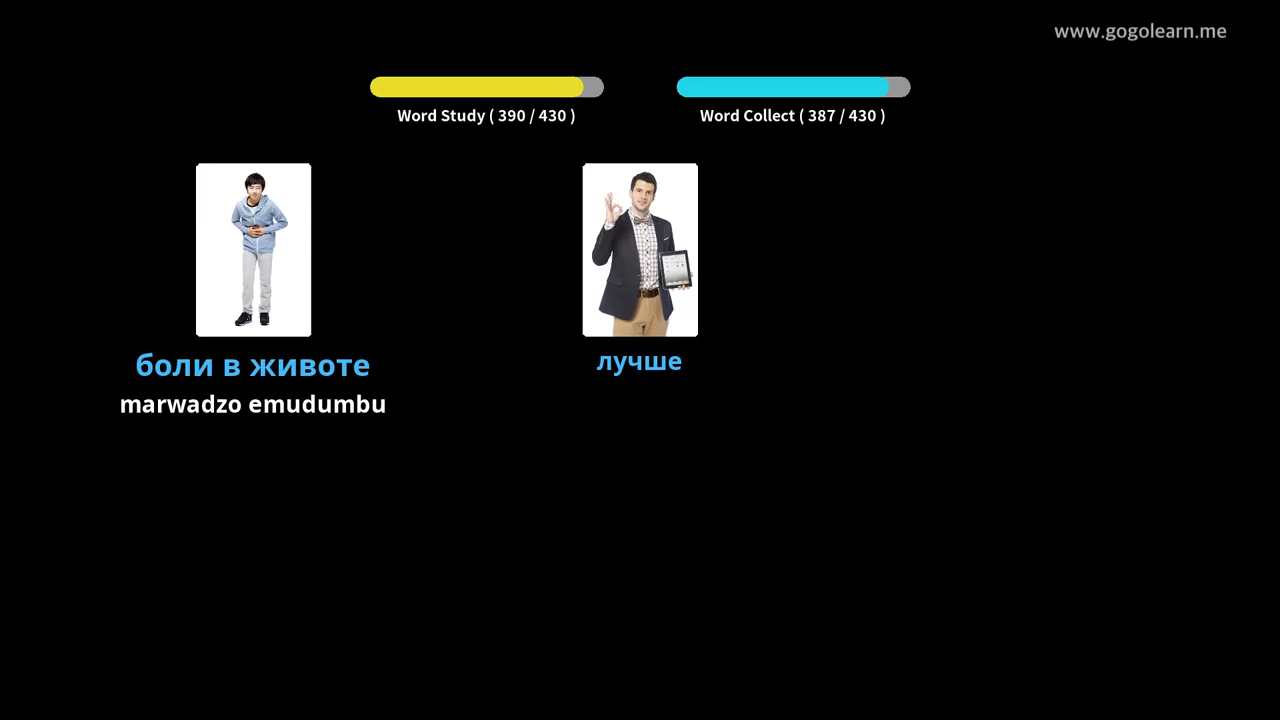 www.gogolearn.me
Word Study ( 390 / 430 )
Word Collect ( 387 / 430 )
боли в животе
marwadzo emudumbu
лучше